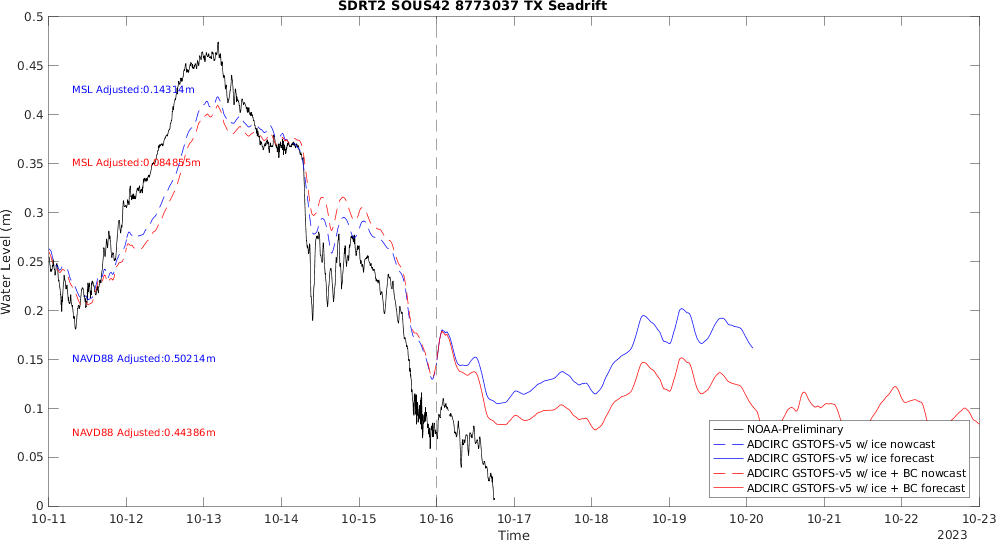 SDRT2 SOUS42 8773037 TX Seadrift
0.5
0.45
0.4
0.35
0.3
0.25
0.2
0.15
0.1
0.05
0
Water Level (m)
MSL Adjusted:0.14314m
MSL Adjusted:0.084855m
NAVD88 Adjusted:0.50214m
NAVD88 Adjusted:0.44386m
NOAA-Preliminary
ADCIRC GSTOFS-v5 w/ ice nowcast
ADCIRC GSTOFS-v5 w/ ice forecast
ADCIRC GSTOFS-v5 w/ ice + BC nowcast
ADCIRC GSTOFS-v5 w/ ice + BC forecast
10-11 10-12 10-13 10-14 10-15 10-16 10-17 10-18 10-19 10-20 10-21 10-22 10-23
Time
2023